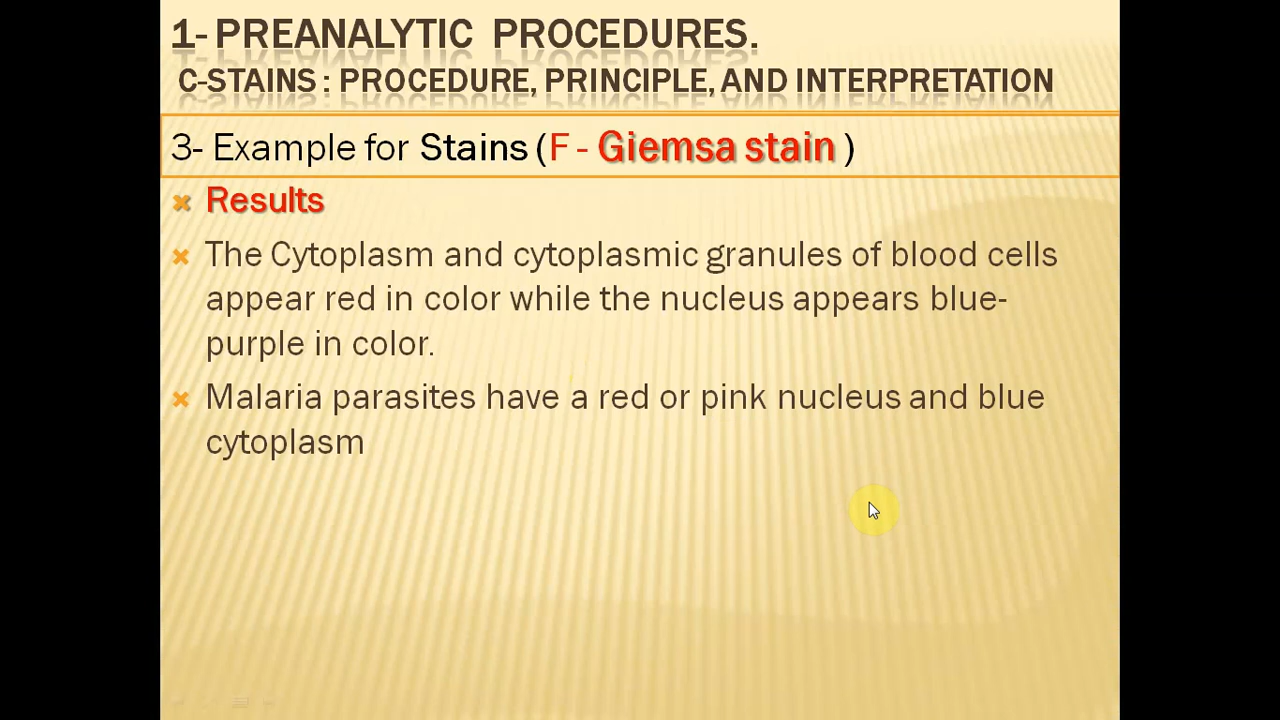 1- PREANALYTIC PROCEDURES.
C-STAINS : PROCEDURE, PRINCIPLE, AND INTERPRETATION
3- Example for Stains (F - Giemsa stain )
Results
The Cytoplasm and cytoplasmic granules of blood cells
appear red in color while the nucleus appears blue-
purple in color.
Malaria parasites have a red or pink nucleus and blue
cytoplasm